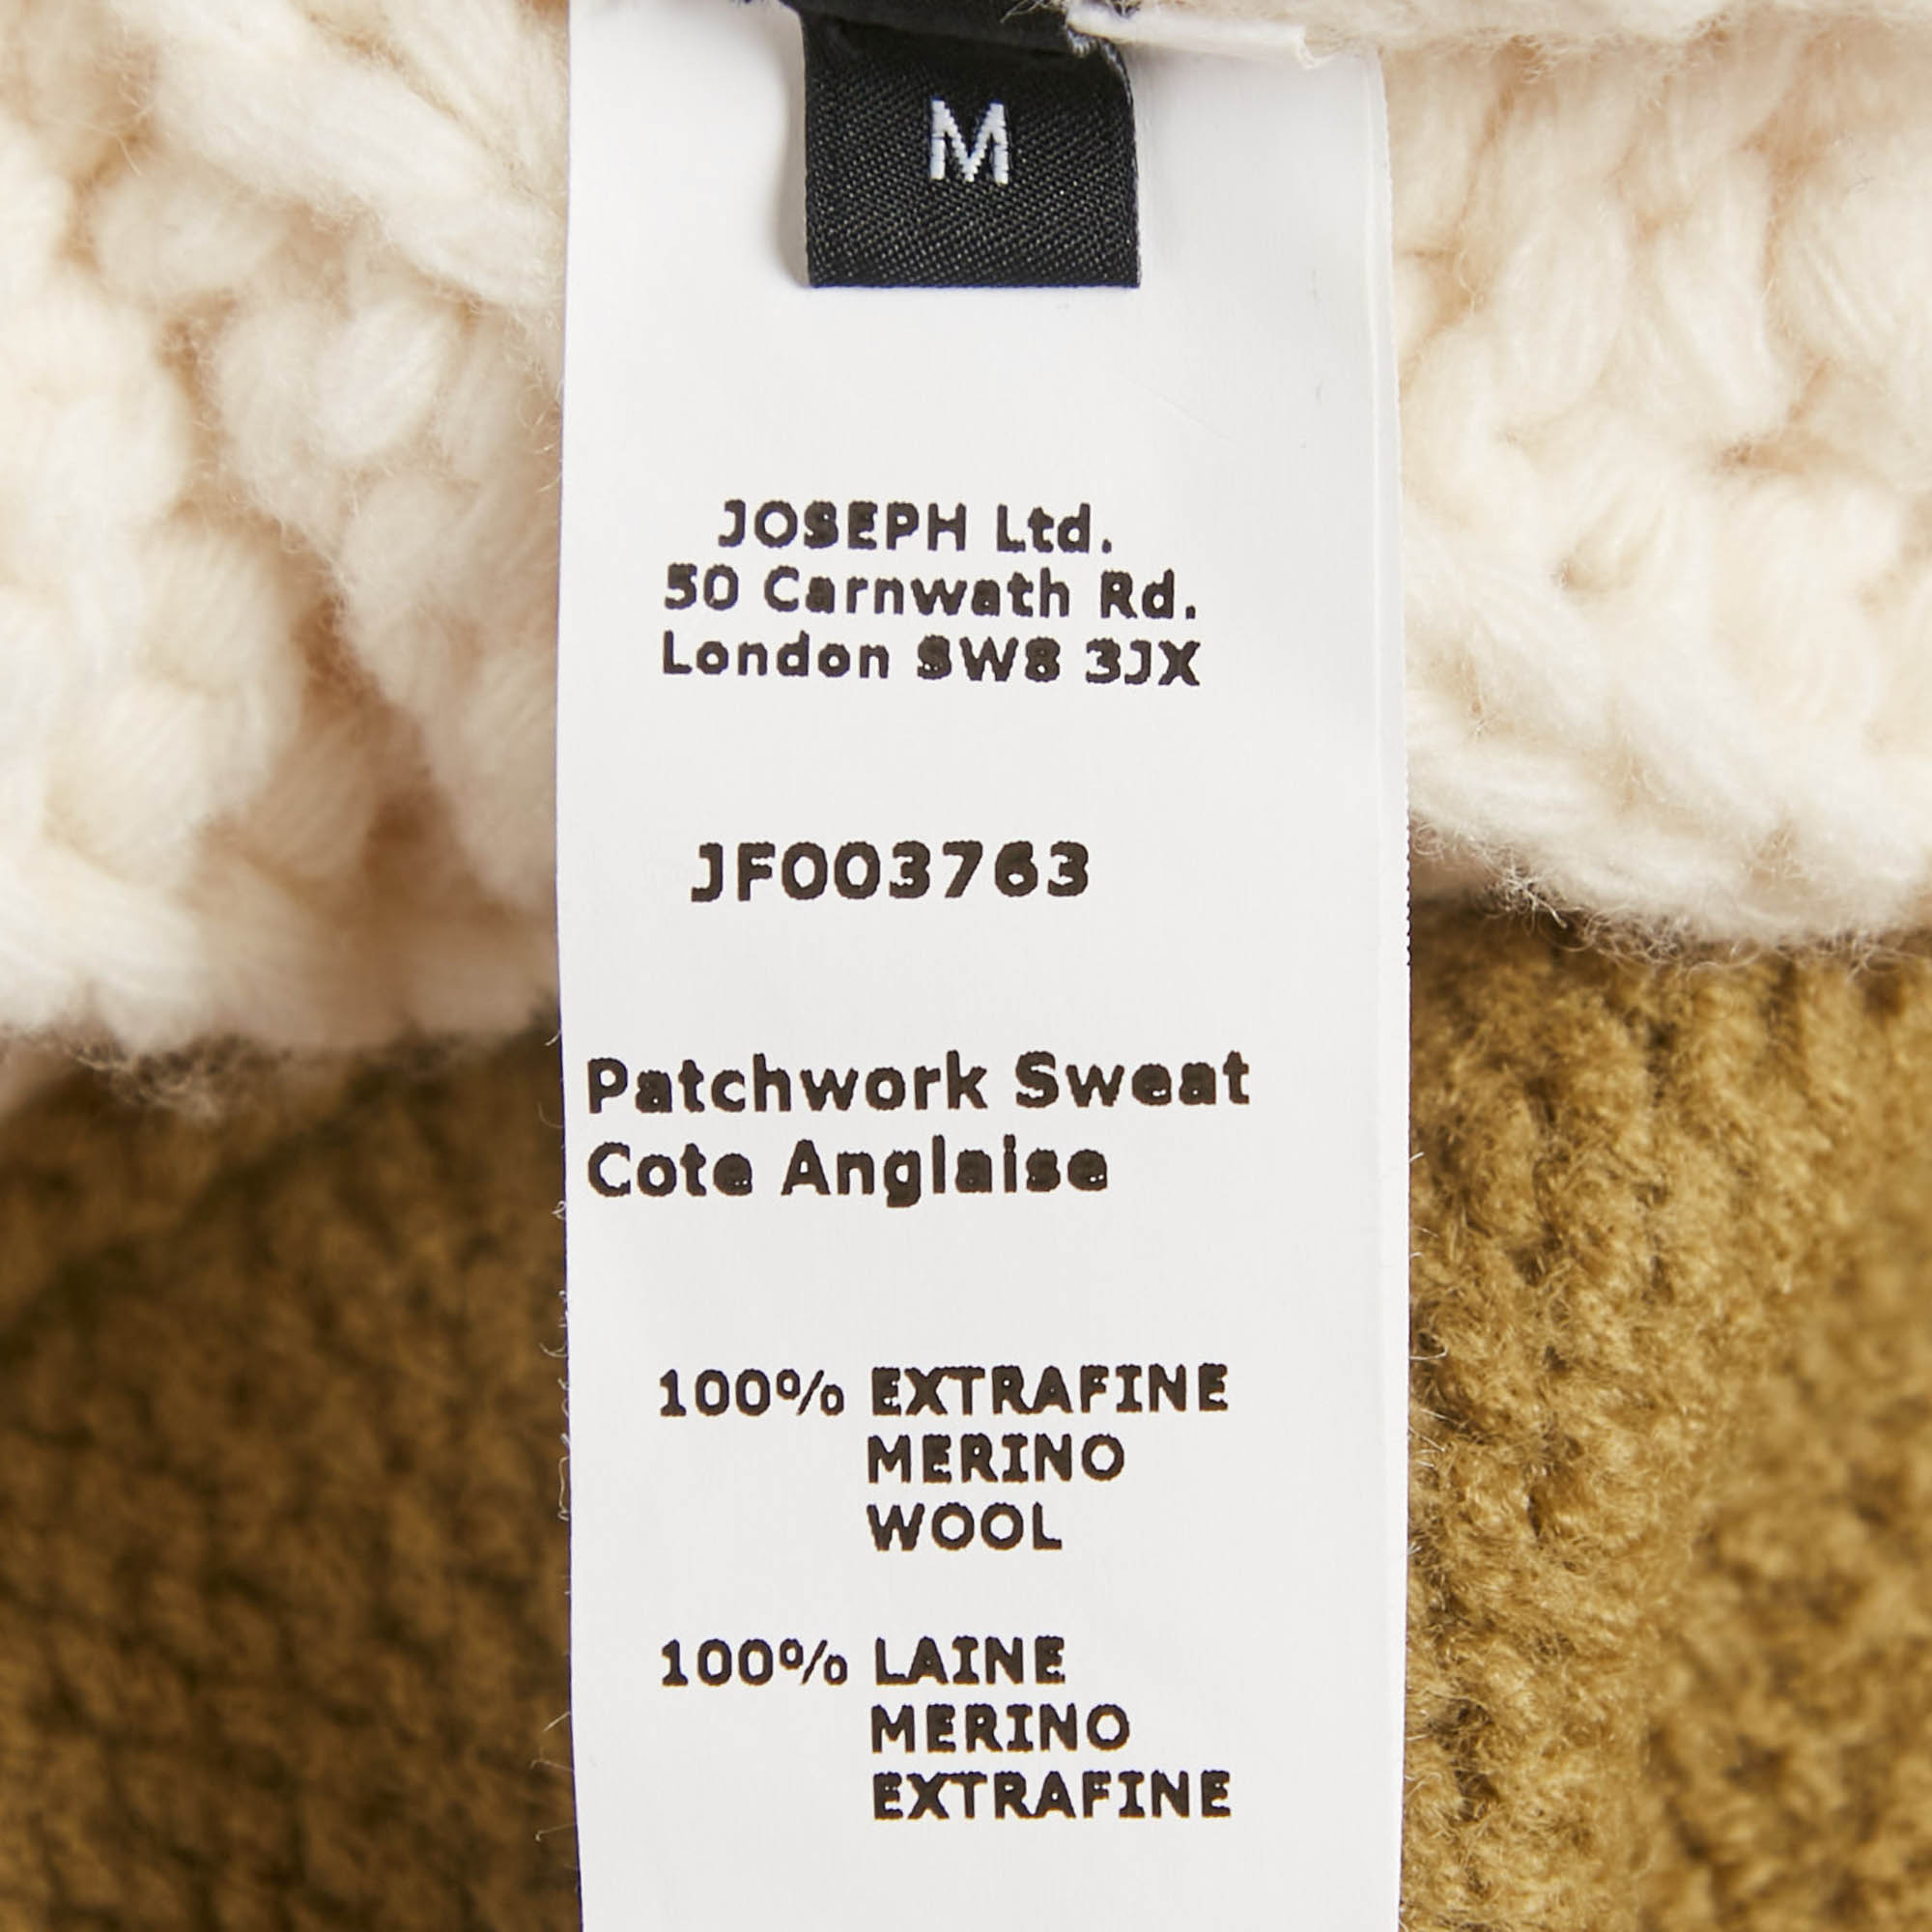 M
JOSEPH Ltd.
50 Carnwath Rd.
London SW8 3JX
JF003763
Patchwork Sweat
Cote Anglaise
100% EXTRAFINE
MERINO
WOOL
100% LAINE
MERINO
EXTRAFINE